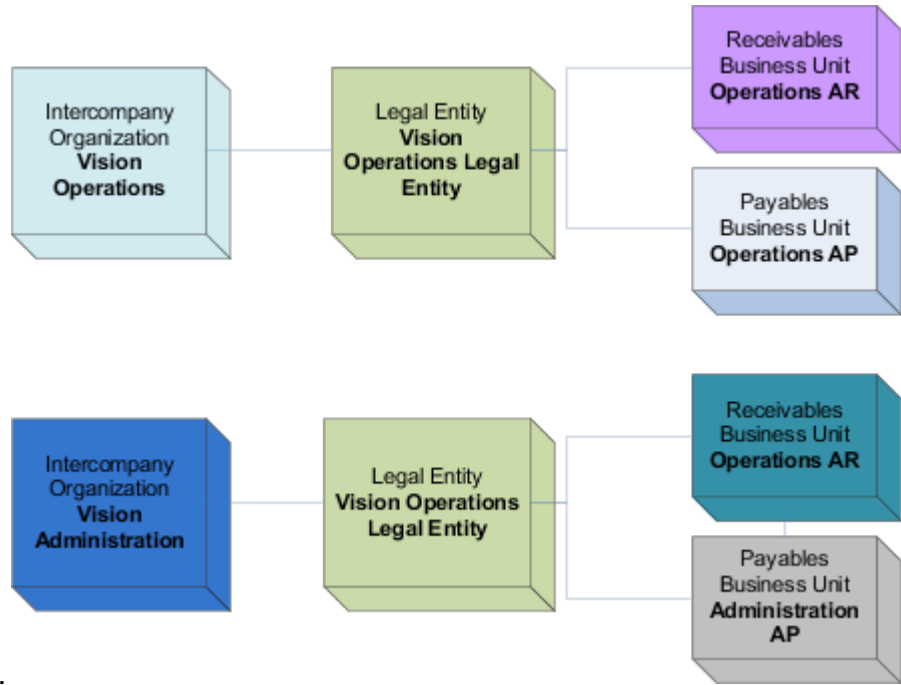 Intercompany
Organization
Vision
Operations
Legal Entity
Vision
Operations Legal
Entity
Receivables
Business Unit
Operations AR
Payables
Business Unit
Operations AP
Intercompany
Organization
Vision
Administration
Legal Entity
Vision Operations
Legal Entity
Receivables
Business Unit
Operations AR
Payables
Business Unit
Administration
AP
.